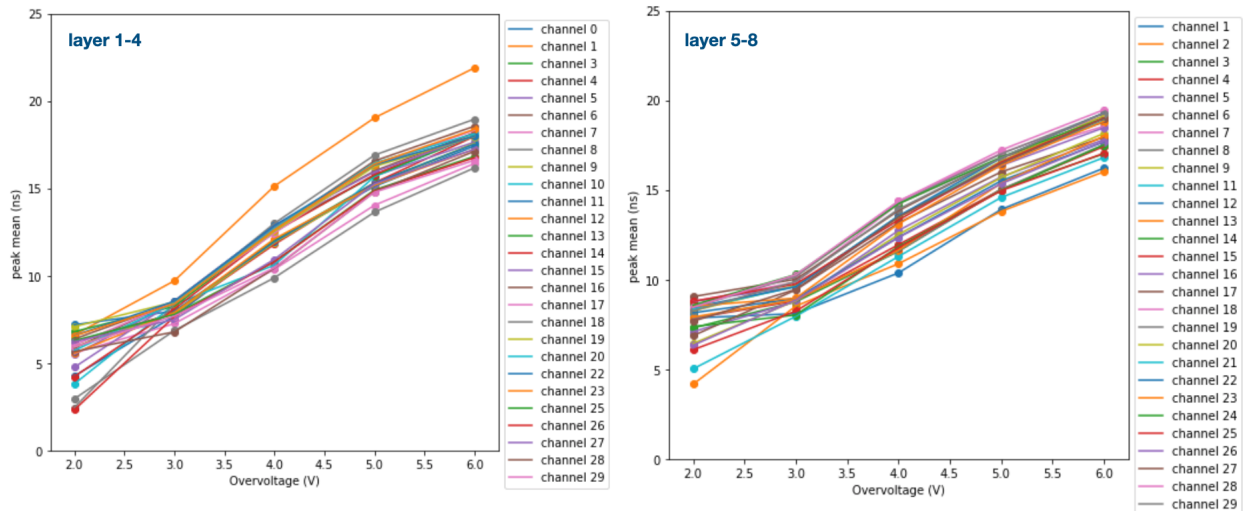 layer 1-4
25
20
15
10
5
0
peak mean (ns)
2.0 2.5 3.0 3.5 4.0 4.5 5.0 5.5 6.0
Overvoltage (V)
channel 0
channel 1
channel 3
channel 4
channel 5
channel 6
channel 7
channel 8
channel 9
channel 10
channel 11
channel 12
channel 13
channel 14
channel 15
channel 16
channel 17
channel 18
channel 19
channel 20
channel 22
channel 23
channel 25
channel 26
channel 27
channel 28
channel 29
layer 5-8
25
20
15
10
5
0
peak mean (ns)
2.0 2.5 3.0 3.5 4.0 4.5 5.0 5.5 6.0
Overvoltage (V)
channel 1
channel 2
channel 3
channel 4
channel 5
channel 6
channel 7
channel 8
channel 9
channel 11
channel 12
channel 13
channel 14
channel 15
channel 16
channel 17
channel 18
channel 19
channel 20
channel 21
channel 22
channel 23
channel 24
channel 25
channel 26
channel 27
channel 28
channel 29